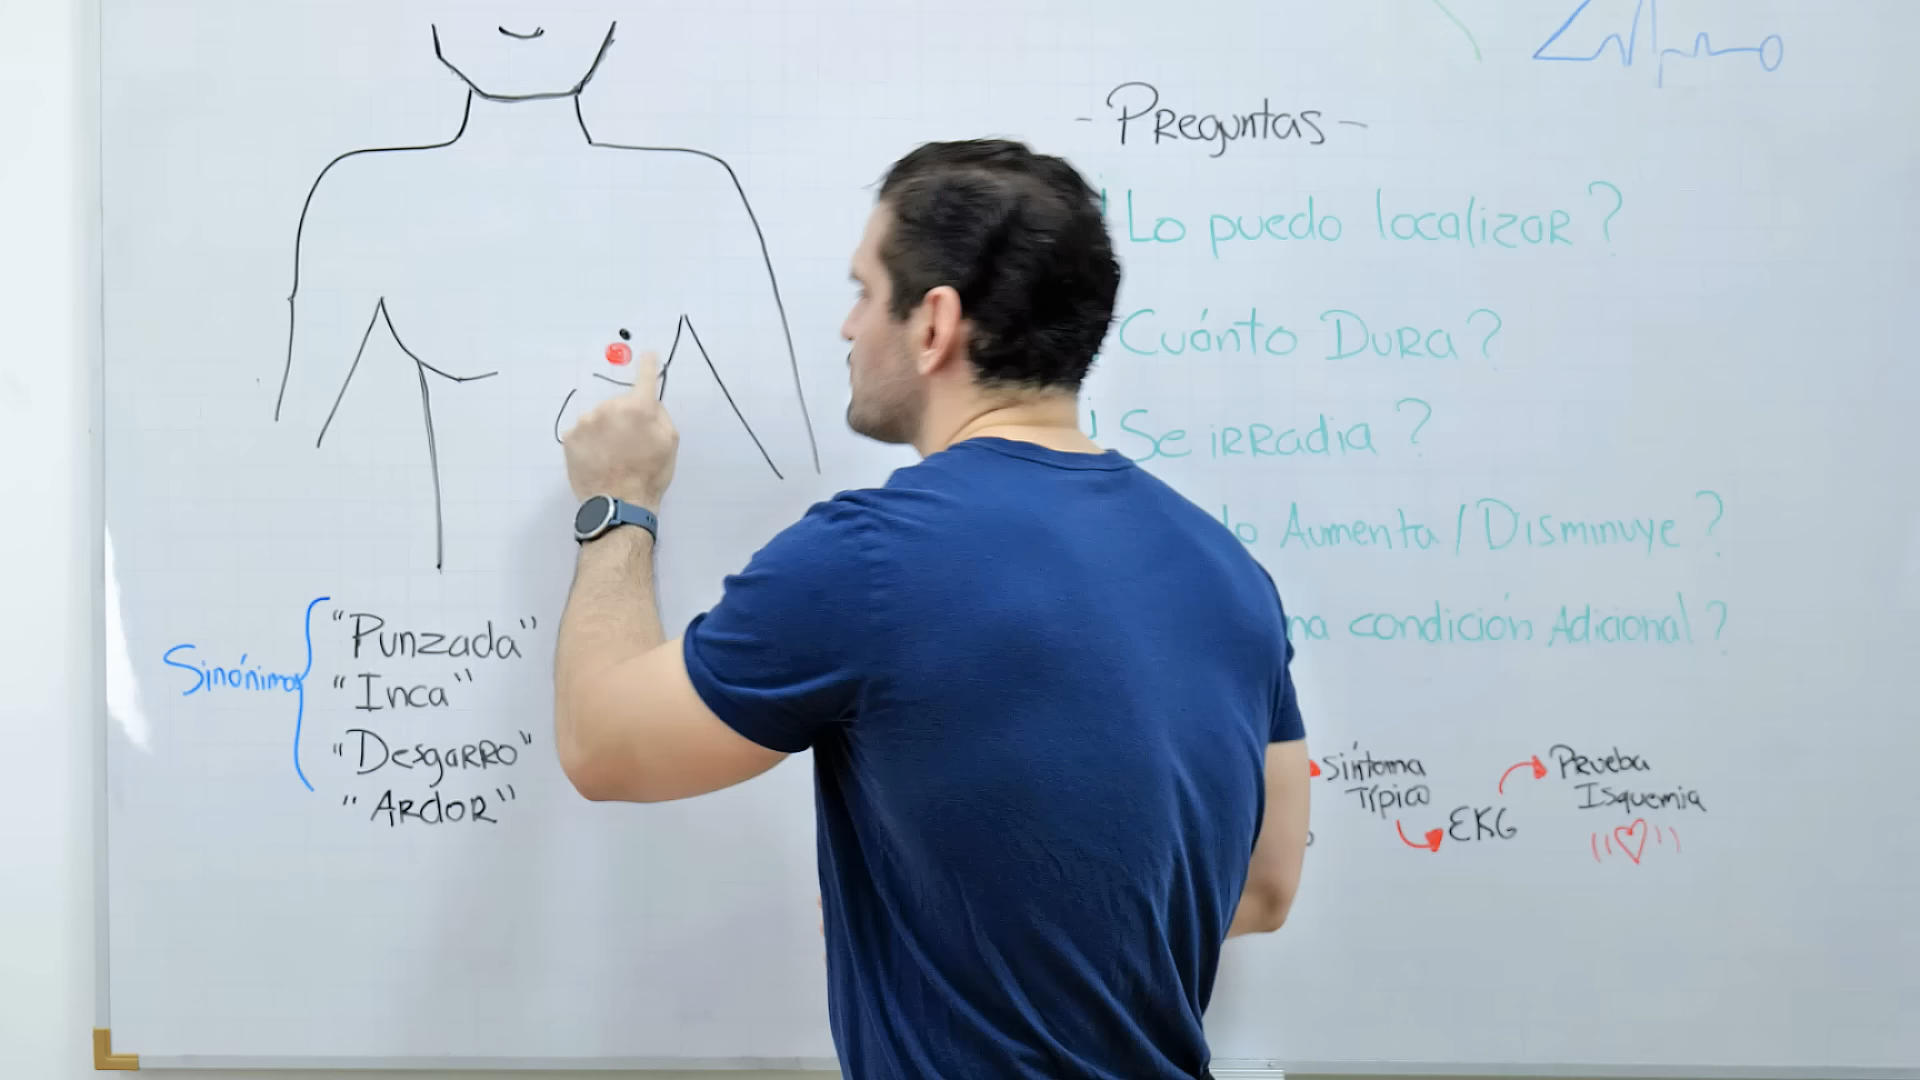 - Preguntas -
Lo puedo localizar?
Cuánto Dura?
Se irradia?
Aumenta / Disminuye?
condición Adicional?
Sinónimos
"Punzada"
"Inca"
"Desgarro"
"Ardor"
Síntoma
Típico
EKG
Prueba
Isquemia